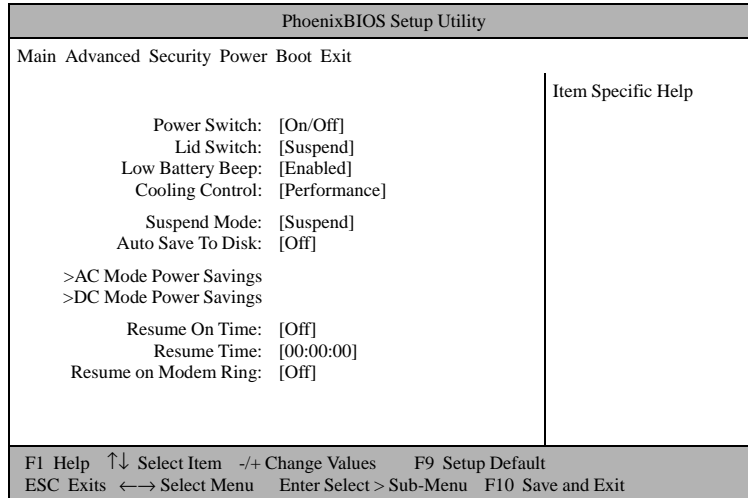 PhoenixBIOS Setup Utility
Main Advanced Security Power Boot Exit
Item Specific Help
Power Switch: [On/Off]
Lid Switch: [Suspend]
Low Battery Beep: [Enabled]
Cooling Control: [Performance]
Suspend Mode: [Suspend]
Auto Save To Disk: [Off]
>AC Mode Power Savings
>DC Mode Power Savings
Resume On Time: [Off]
Resume Time: [00:00:00]
Resume on Modem Ring: [Off]
F1 Help ↑↓ Select Item -/+ Change Values F9 Setup Default
ESC Exits ←→ Select Menu Enter Select > Sub-Menu F10 Save and Exit